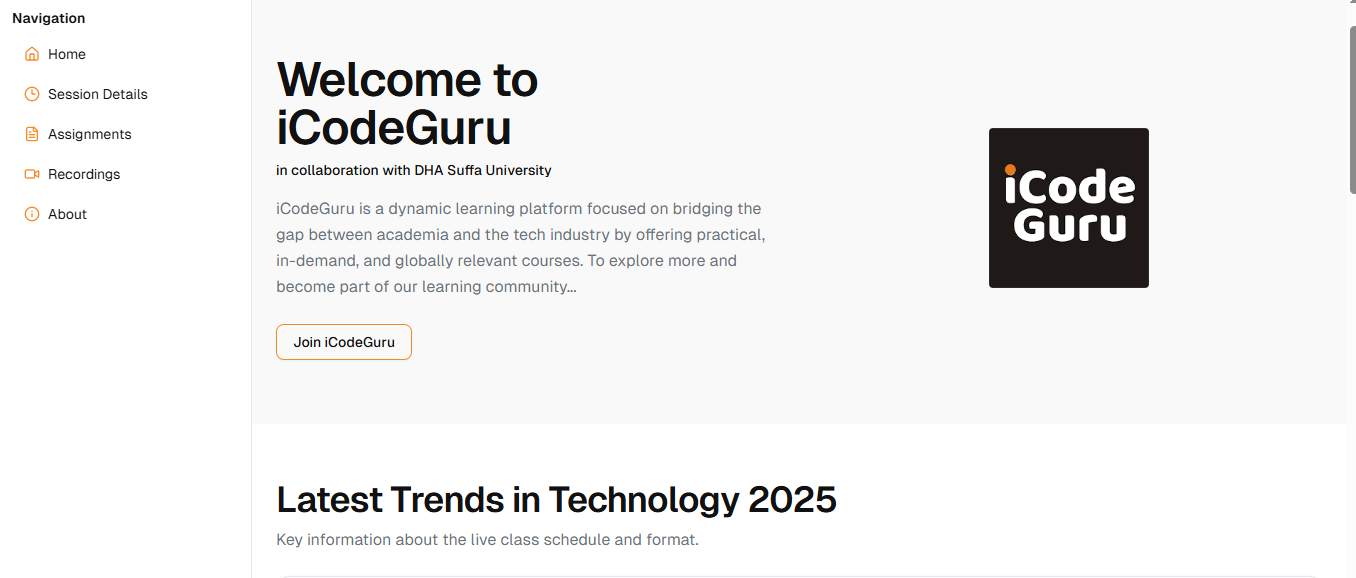 Navigation
Home
Session Details
Assignments
Recordings
About
Welcome to
iCodeGuru
in collaboration with DHA Suffa University
iCodeGuru is a dynamic learning platform focused on bridging the
gap between academia and the tech industry by offering practical,
in-demand, and globally relevant courses. To explore more and
become part of our learning community...
Join iCodeGuru
iCode
Guru
Latest Trends in Technology 2025
Key information about the live class schedule and format.